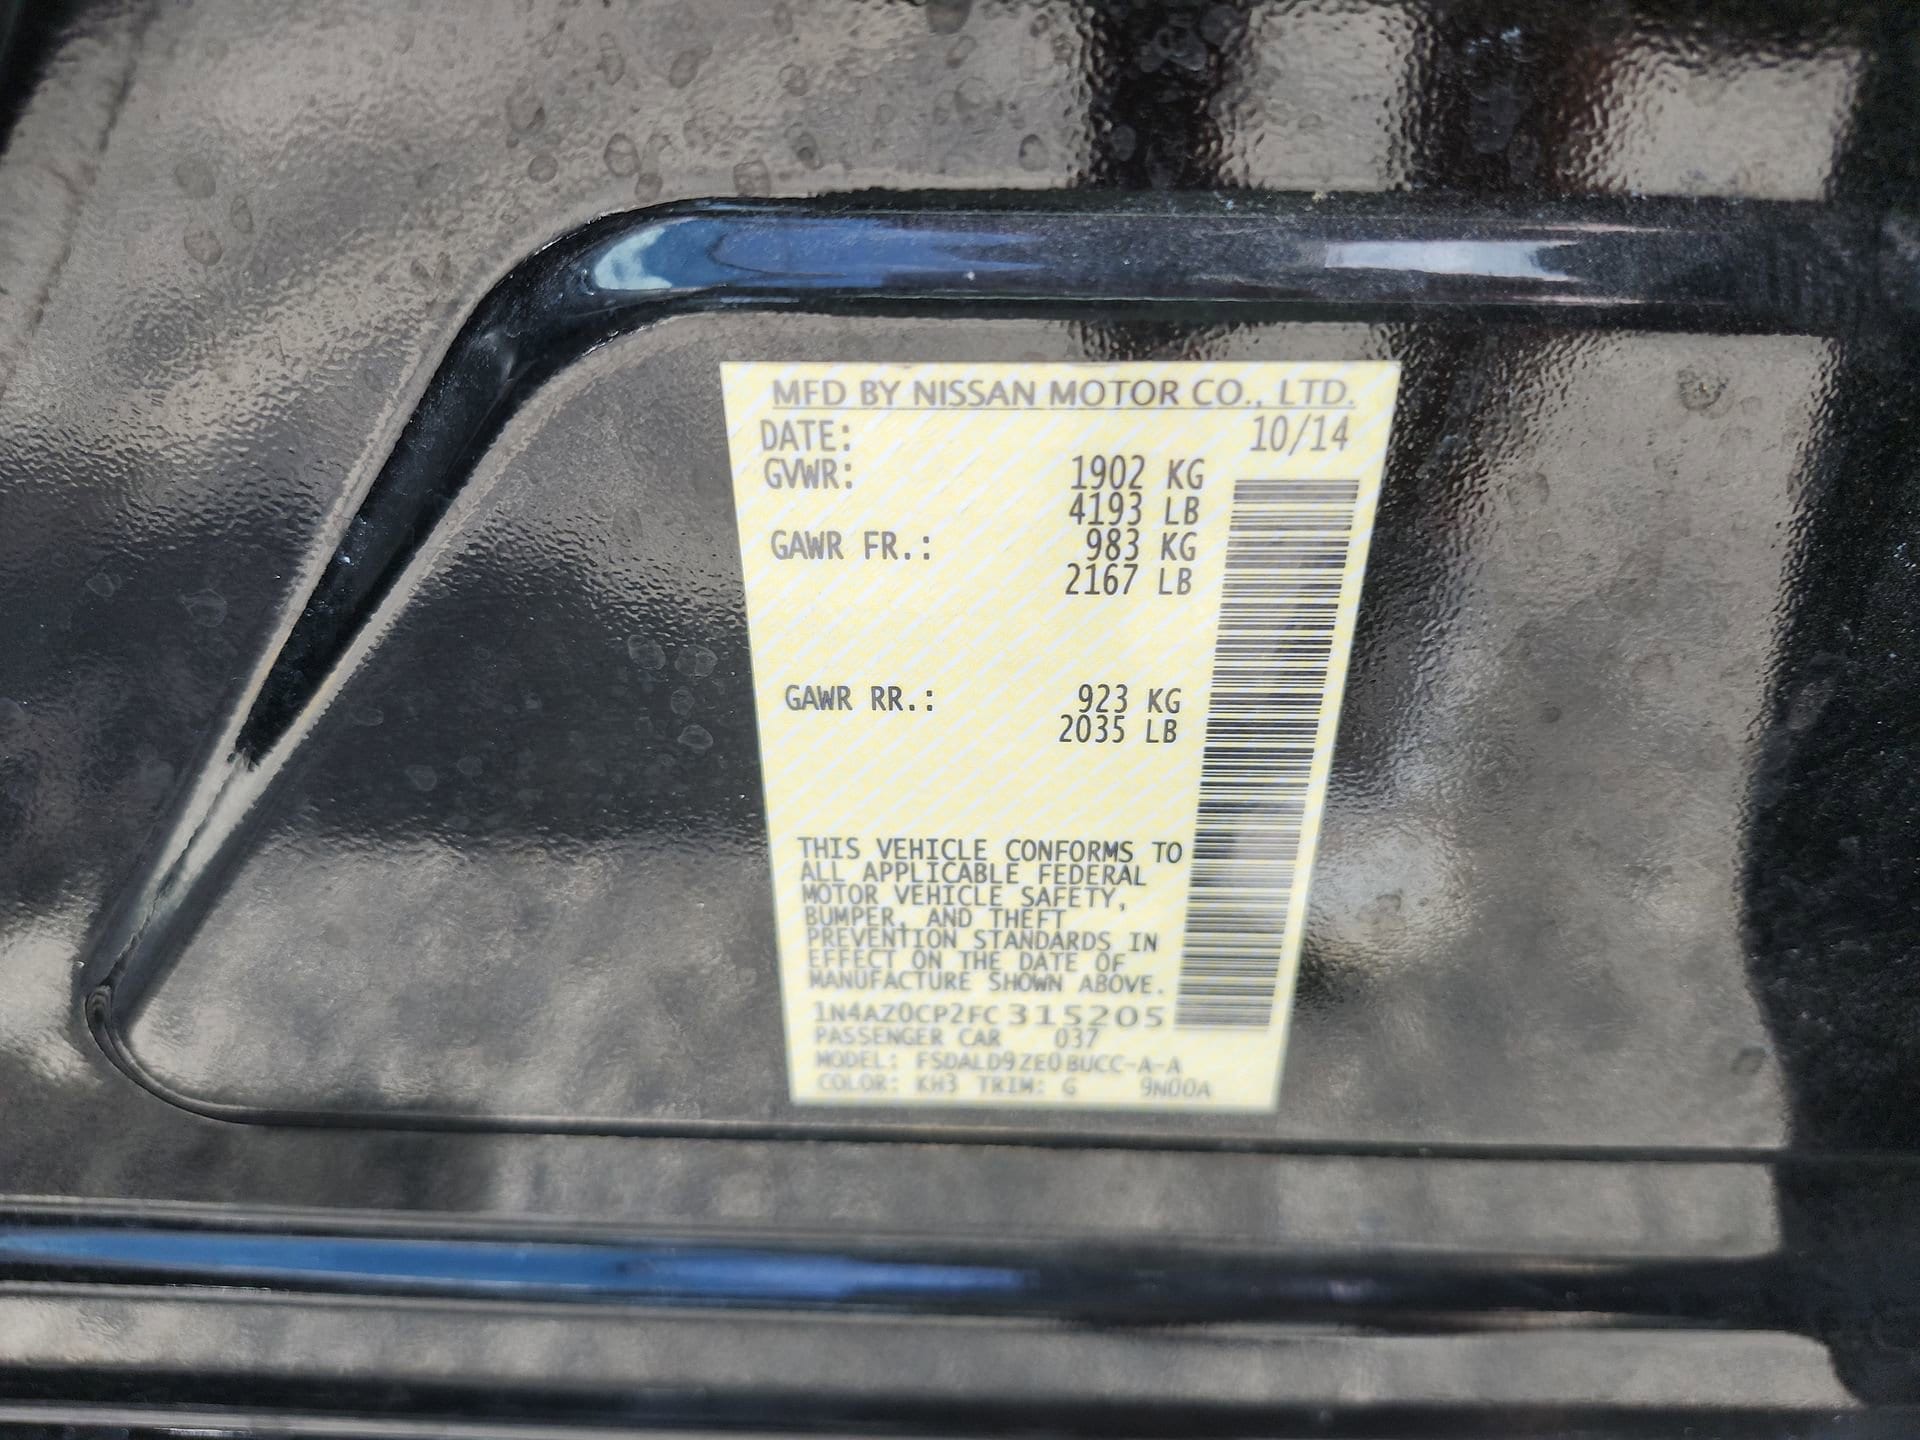 MFD BY NISSAN MOTOR CO., LTD.
DATE: 10/14
GVWR: 1902 KG
4193 LB
GAWR FR.: 983 KG
2167 LB
GAWR RR.: 923 KG
2035 LB
THIS VEHICLE CONFORMS TO
ALL APPLICABLE FEDERAL
MOTOR VEHICLE SAFETY,
BUMPER, AND THEFT
PREVENTION STANDARDS IN
EFFECT ON THE DATE OF
MANUFACTURE SHOWN ABOVE.
1N4AZ0CP2FC315205
PASSENGER CAR 037
MODEL: FSDALD9ZE0BUCC-A-A
COLOR: KH3 TRIM: G 9N00A